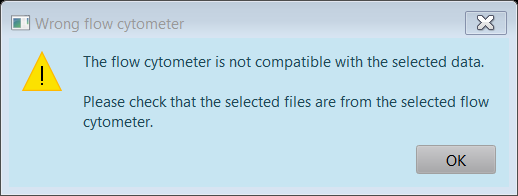 Wrong flow cytometer
The flow cytometer is not compatible with the selected data.
Please check that the selected files are from the selected flow
cytometer.
OK